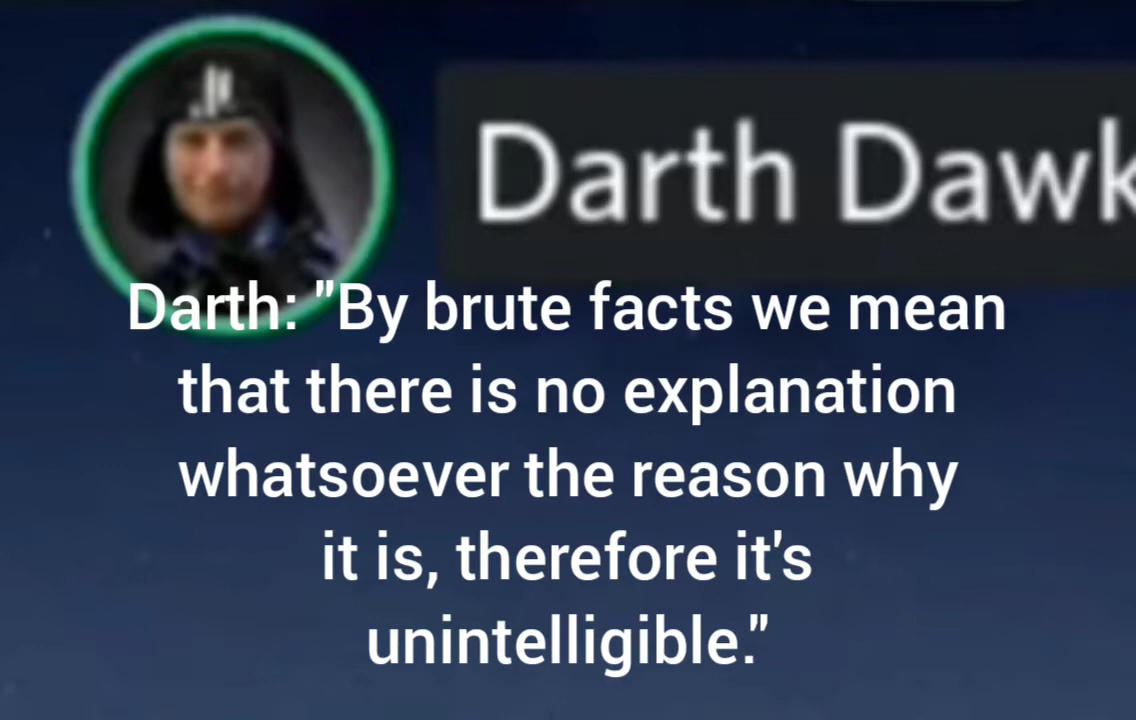 Darth Dawk
Darth: "By brute facts we mean
that there is no explanation
whatsoever the reason why
it is, therefore it's
unintelligible."